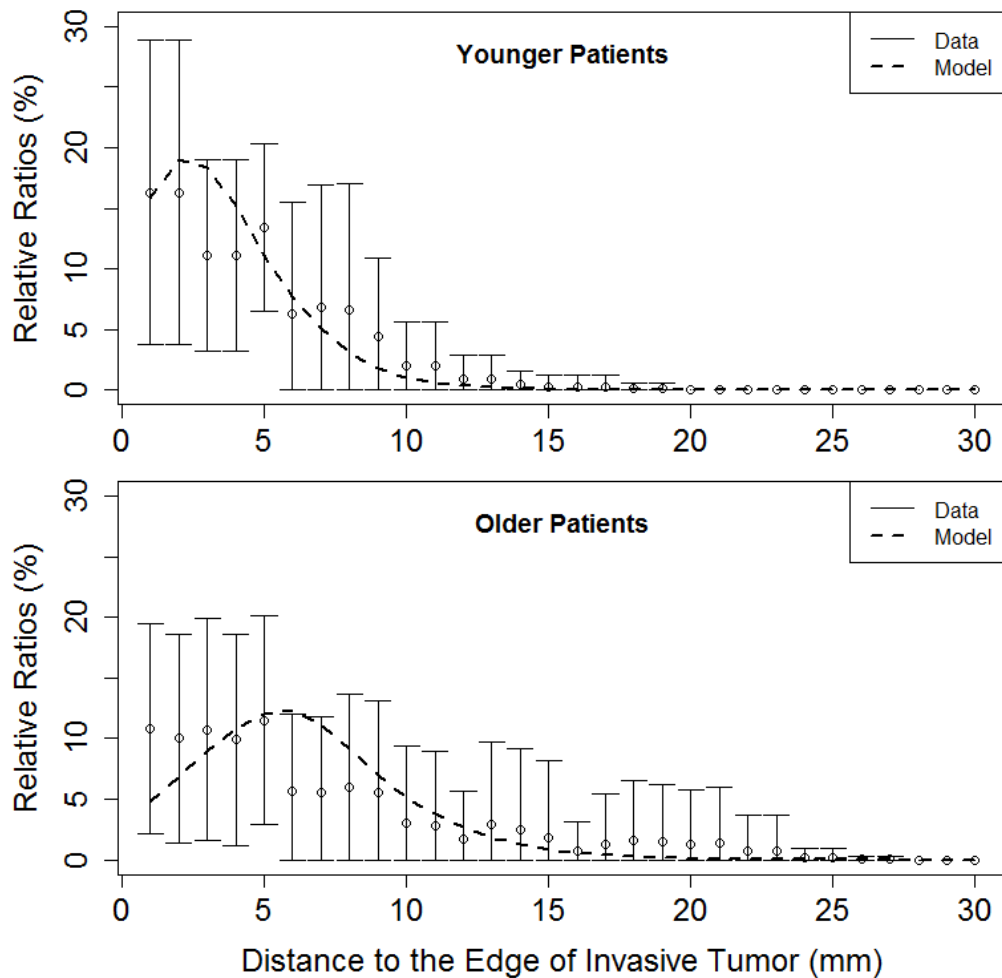 Younger Patients
Data
Model
Relative Ratios (%)
30
20
10
5
0
0 5 10 15 20 25 30
Older Patients
Data
Model
Relative Ratios (%)
30
20
10
5
0
0 5 10 15 20 25 30
Distance to the Edge of Invasive Tumor (mm)